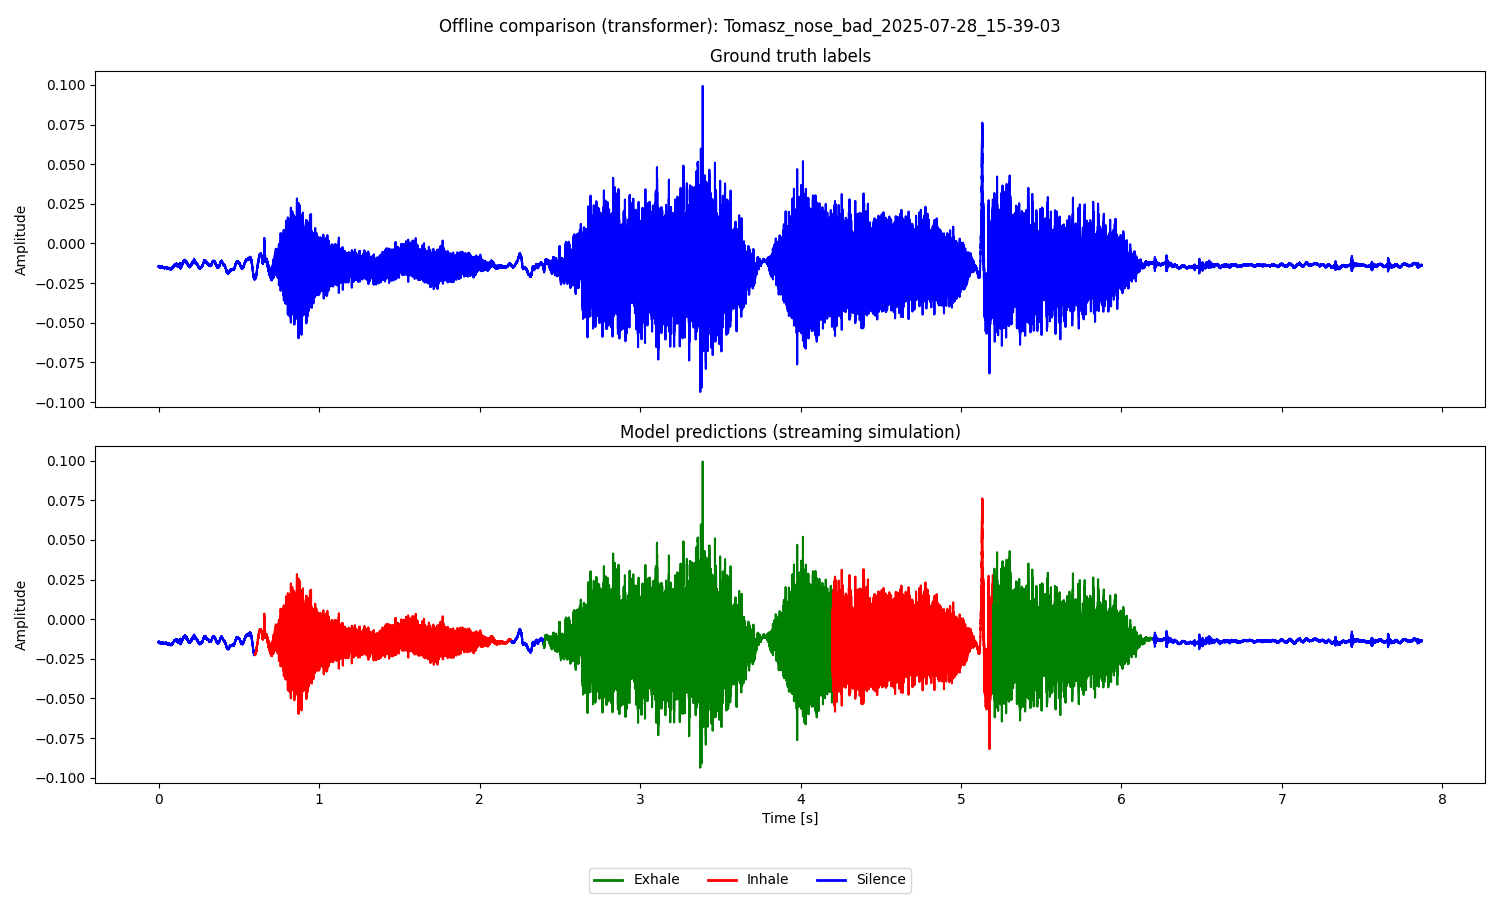 Offline comparison (transformer): Tomasz_nose_bad_2025-07-28_15-39-03
Ground truth labels
0.100
0.075
0.050
0.025
0.000
−0.025
−0.050
−0.075
−0.100
Amplitude
Model predictions (streaming simulation)
0.100
0.075
0.050
0.025
0.000
−0.025
−0.050
−0.075
−0.100
Amplitude
0 1 2 3 4 5 6 7 8
Time [s]
Exhale Inhale Silence